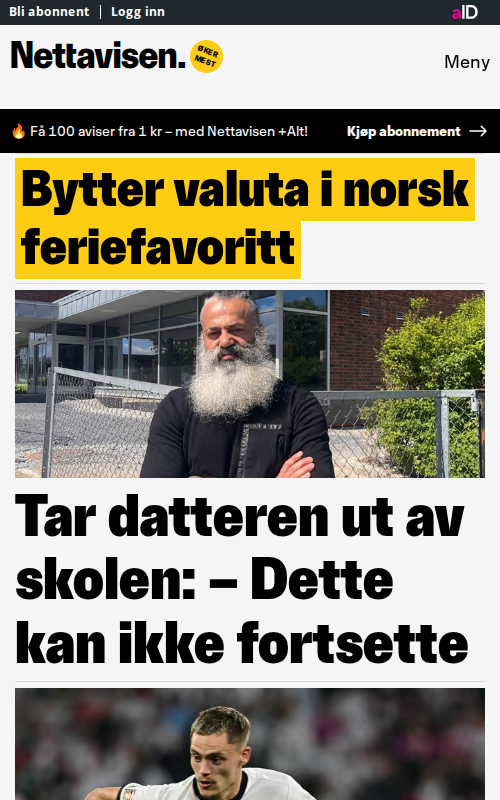 Bli abonnent | Logg inn
aID
Nettavisen.
ØKER
MEST
Meny
🔥 Få 100 aviser fra 1 kr – med Nettavisen +Alt!
Kjøp abonnement →
Bytter valuta i norsk
feriefavoritt
Tar datteren ut av
skolen: – Dette
kan ikke fortsette